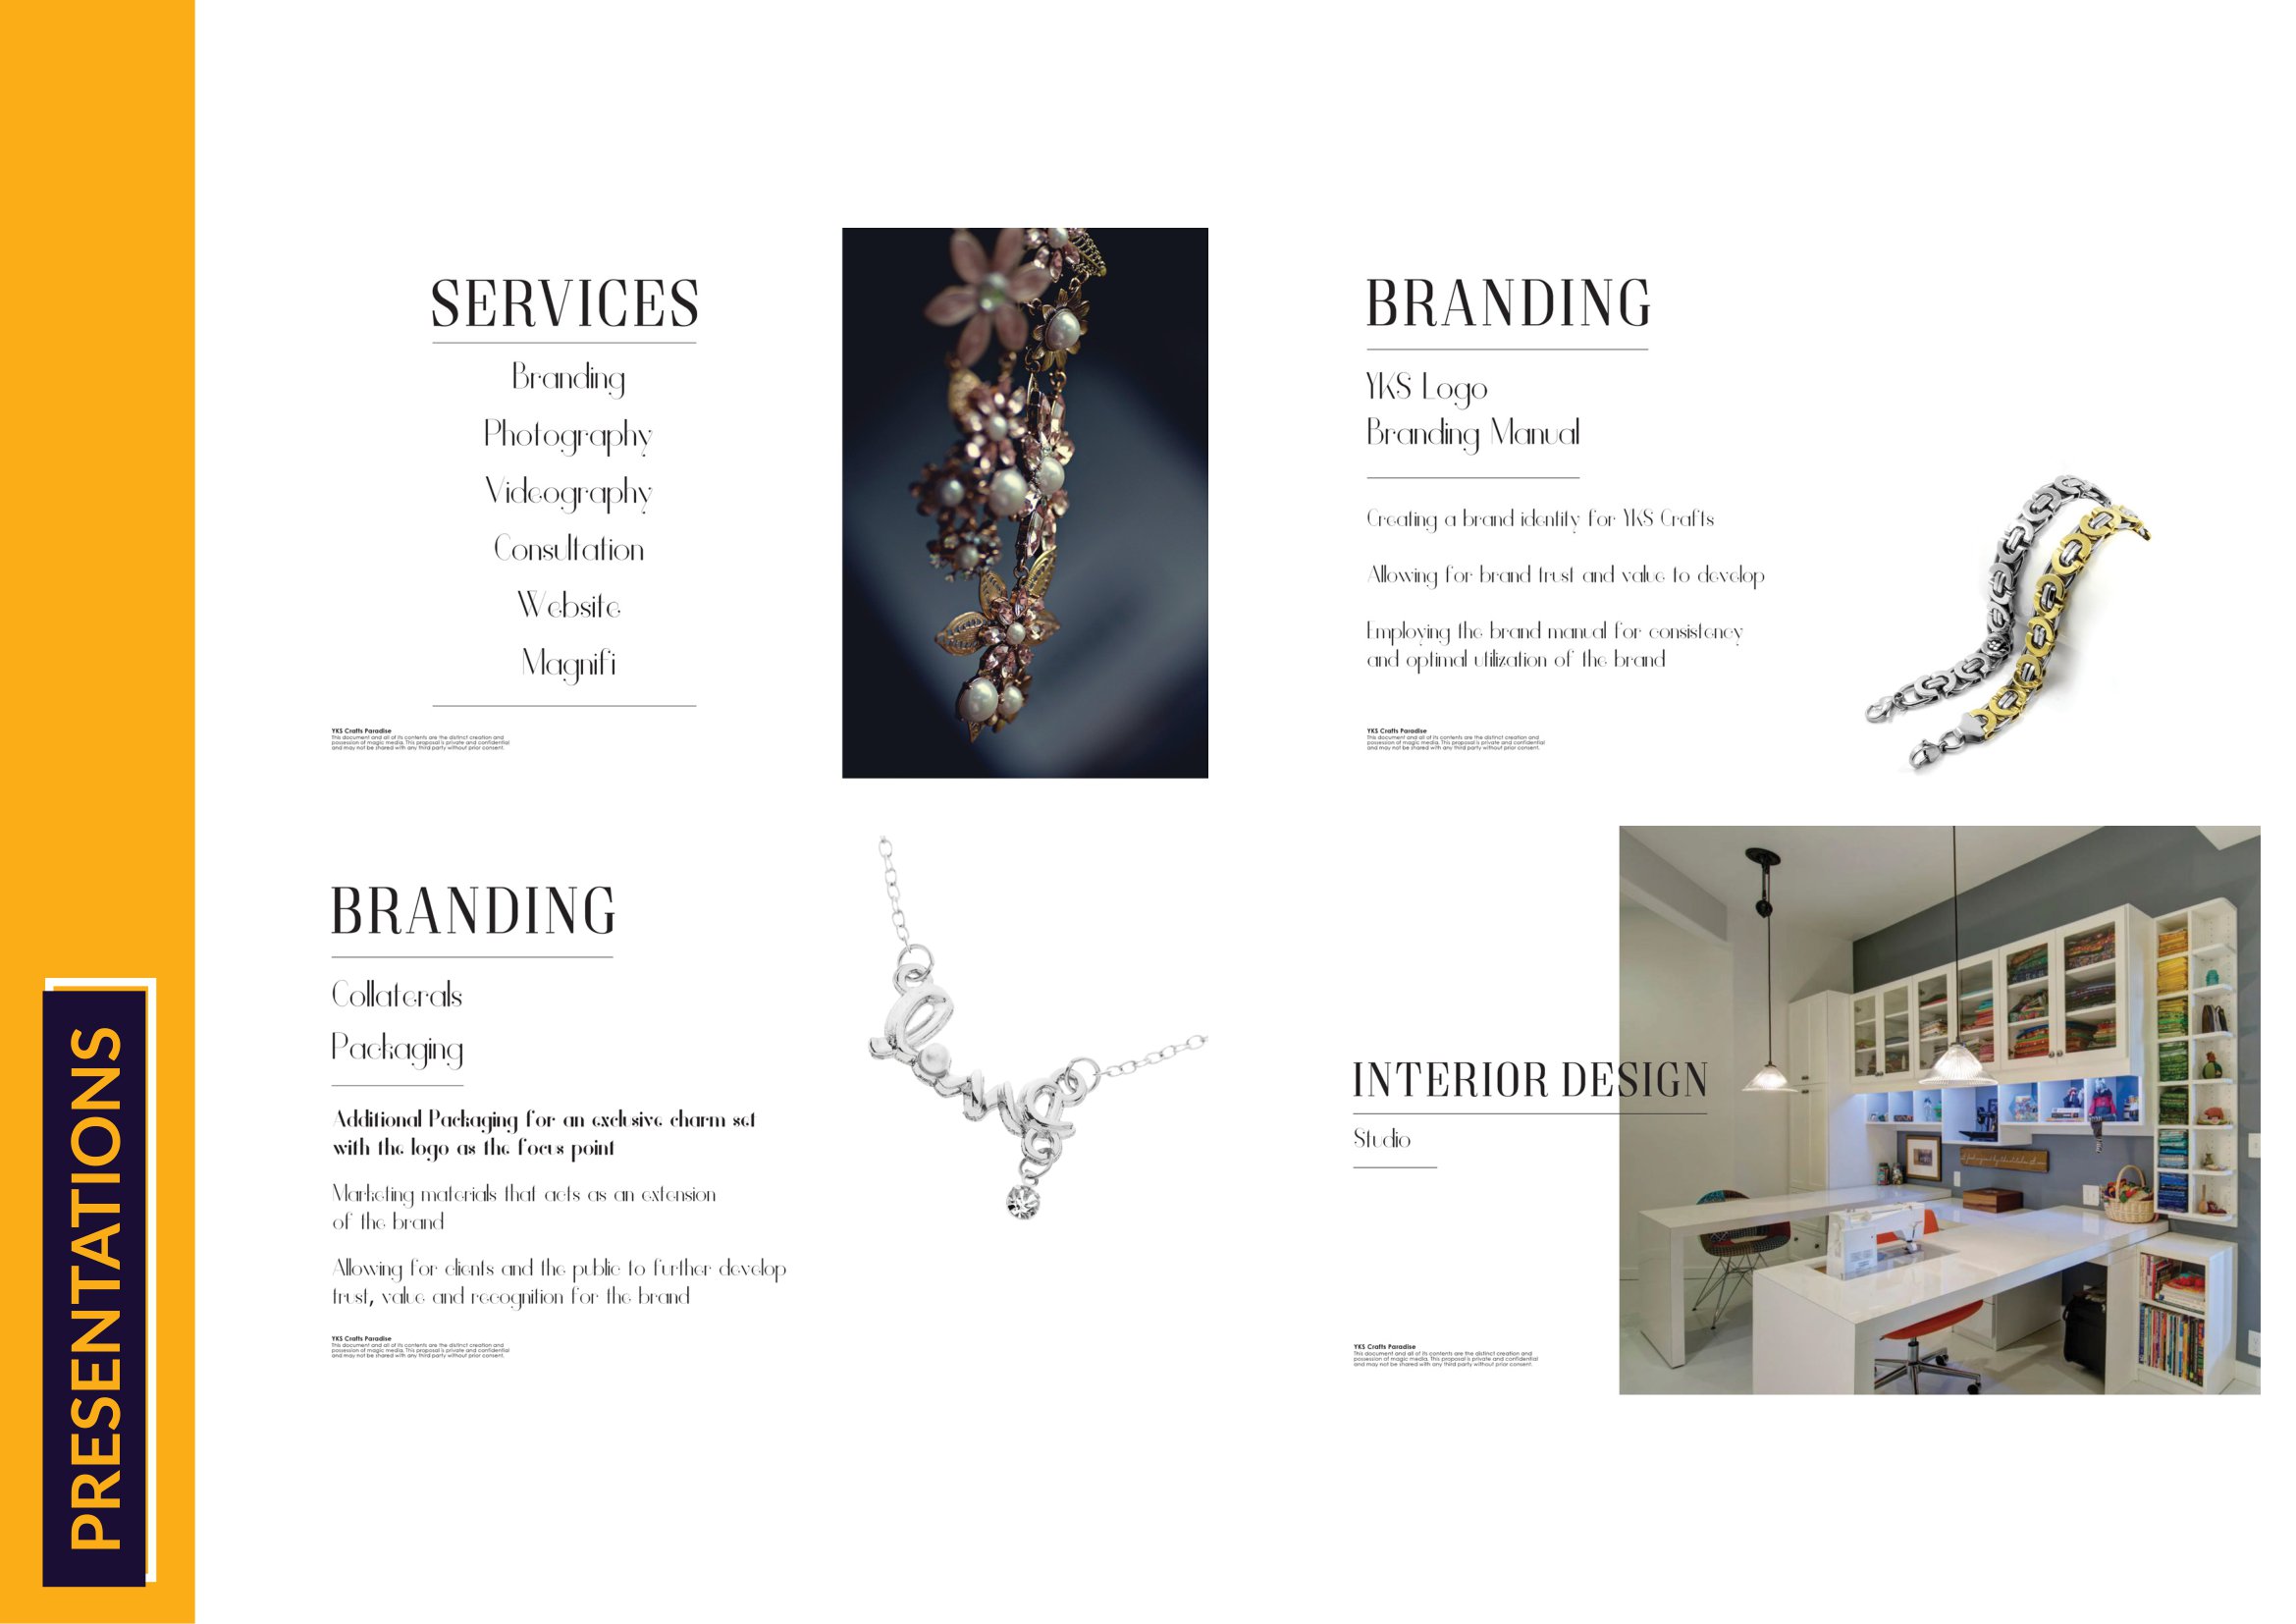 PRESENTATIONS
SERVICES
Branding
Photography
Videography
Consultation
Website
Magnifi
YKS Crafts Paradise
This document and all of its contents are the distinct creation and
possession of magic media. This proposal is private and confidential
and may not be shared with any third party without prior consent.
BRANDING
YKS Logo
Branding Manual
Creating a brand identity for YKS Crafts
Allowing for brand trust and value to develop
Employing the brand manual for consistency
and optimal utilization of the brand
YKS Crafts Paradise
This document and all of its contents are the distinct creation and
possession of magic media. This proposal is private and confidential
and may not be shared with any third party without prior consent.
BRANDING
Collaterals
Packaging
Additional Packaging for an exclusive charm set
with the logo as the focus point
Marketing materials that acts as an extension
of the brand
Allowing for clients and the public to further develop
trust, value and recognition for the brand
YKS Crafts Paradise
This document and all of its contents are the distinct creation and
possession of magic media. This proposal is private and confidential
and may not be shared with any third party without prior consent.
love
INTERIOR DESIGN
Studio
YKS Crafts Paradise
This document and all of its contents are the distinct creation and
possession of magic media. This proposal is private and confidential
and may not be shared with any third party without prior consent.